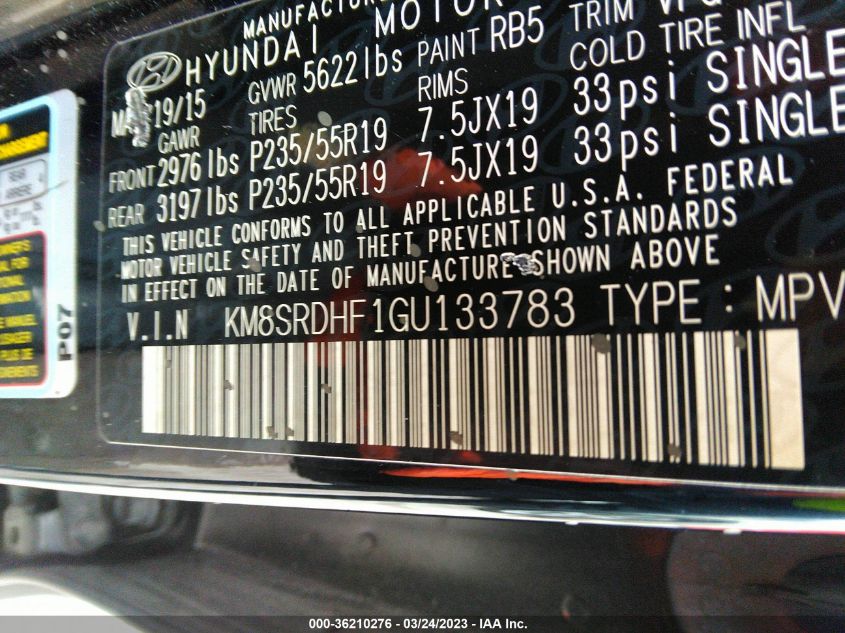 MANUFACTURE
HYUNDAI MOTOR
19/15 GVWR 5622lbs PAINT RB5 TRIM
GAWR TIRES RIMS COLD TIRE INFL
FRONT 2976 lbs P235/55R19 7.5JX19 33psi SINGLE
REAR 3197lbs P235/55R19 7.5JX19 33psi SINGLE
THIS VEHICLE CONFORMS TO ALL APPLICABLE U.S.A. FEDERAL
MOTOR VEHICLE SAFETY AND THEFT PREVENTION STANDARDS
IN EFFECT ON THE DATE OF MANUFACTURE SHOWN ABOVE
V.I.N KM8SRDHF1GU133783 TYPE : MPV
P07
000-36210276 - 03/24/2023 - IAA Inc.